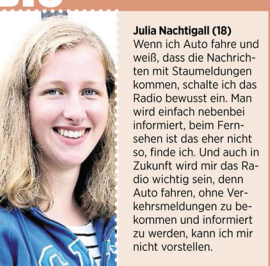 Julia Nachtigall (18)
Wenn ich Auto fahre und
weiß, dass die Nachrich-
ten mit Staumeldungen
kommen, schalte ich das
Radio bewusst ein. Man
wird einfach nebenbei
informiert, beim Fern-
sehen ist das eher nicht
so, finde ich. Und auch in
Zukunft wird mir das Ra-
dio wichtig sein, denn
Auto fahren, ohne Ver-
kehrsmeldungen zu be-
kommen und informiert
zu werden, kann ich mir
nicht vorstellen.